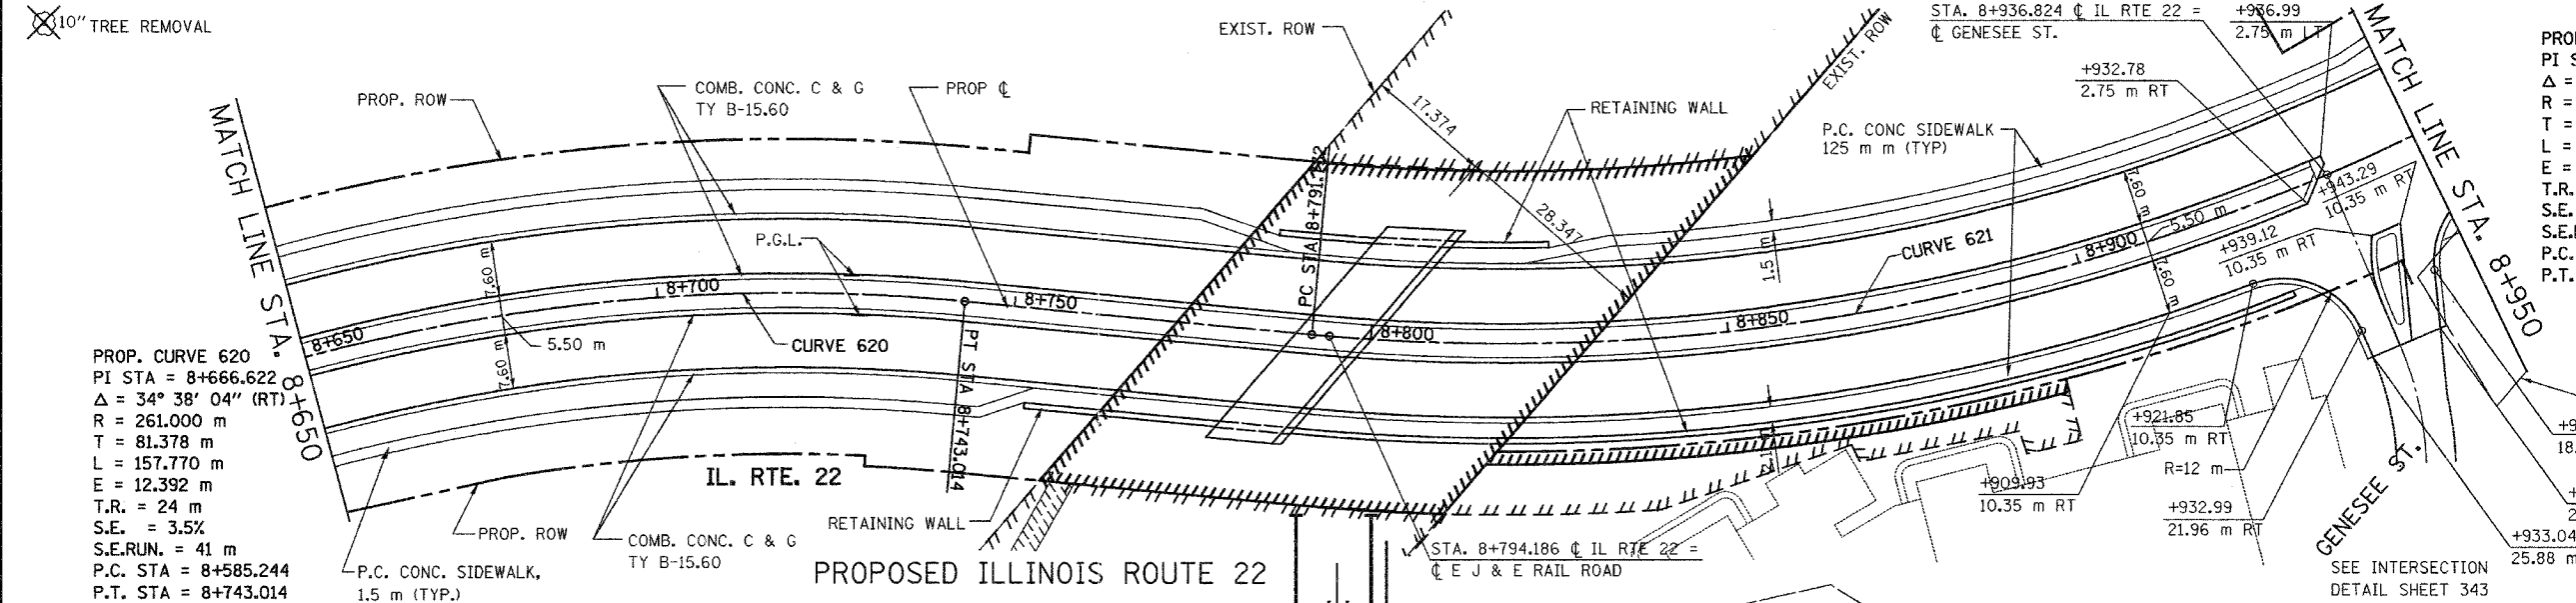 10" TREE REMOVAL
EXIST. ROW
STA. 8+936.824 ℄ IL RTE 22 =
℄ GENESEE ST.
+936.99
2.75 m LT
MATCH LINE STA. 8+950
PROP. ROW
COMB. CONC. C & G
TY B-15.60
PROP ℄
17.374
RETAINING WALL
EXIST. ROW
+932.78
2.75 m RT
P.C. CONC SIDEWALK
125 m m (TYP)
MATCH LINE STA. 8+650
P.G.L.
7.60 m
5.50 m
7.60 m
8+650
8+700
CURVE 620
8+750
PT STA 8+743.014
PC STA 8+791.
8+800
28.347
1.5 m
8+850
CURVE 621
8+900
7.60 m
5.50 m
7.60 m
+943.29
10.35 m RT
+939.12
10.35 m RT
PROP. CURVE 620
PI STA = 8+666.622
Δ = 34° 38' 04" (RT)
R = 261.000 m
T = 81.378 m
L = 157.770 m
E = 12.392 m
T.R. = 24 m
S.E. = 3.5%
S.E.RUN. = 41 m
P.C. STA = 8+585.244
P.T. STA = 8+743.014
IL. RTE. 22
PROP. ROW
P.C. CONC. SIDEWALK,
1.5 m (TYP.)
COMB. CONC. C & G
TY B-15.60
RETAINING WALL
PROPOSED ILLINOIS ROUTE 22
STA. 8+794.186 ℄ IL RTE 22 =
℄ E J & E RAIL ROAD
+921.85
10.35 m RT
R=12 m
+909.93
10.35 m RT
+932.99
21.96 m RT
GENESEE ST.
SEE INTERSECTION
DETAIL SHEET 343
+933.04
25.88 m
+9
18.
+
2
PROP
PI S
Δ =
R =
T =
L =
E =
T.R.
S.E.
S.E.
P.C.
P.T.